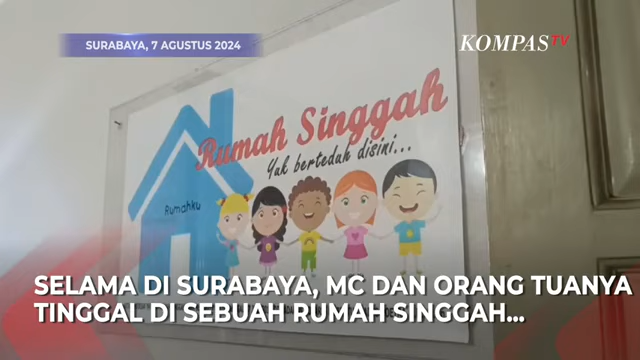 SURABAYA, 7 AGUSTUS 2024
KOMPASTV
Rumah Singgah
Yuk berteduh disini...
Rumahku
SELAMA DI SURABAYA, MC DAN ORANG TUANYA
TINGGAL DI SEBUAH RUMAH SINGGAH...